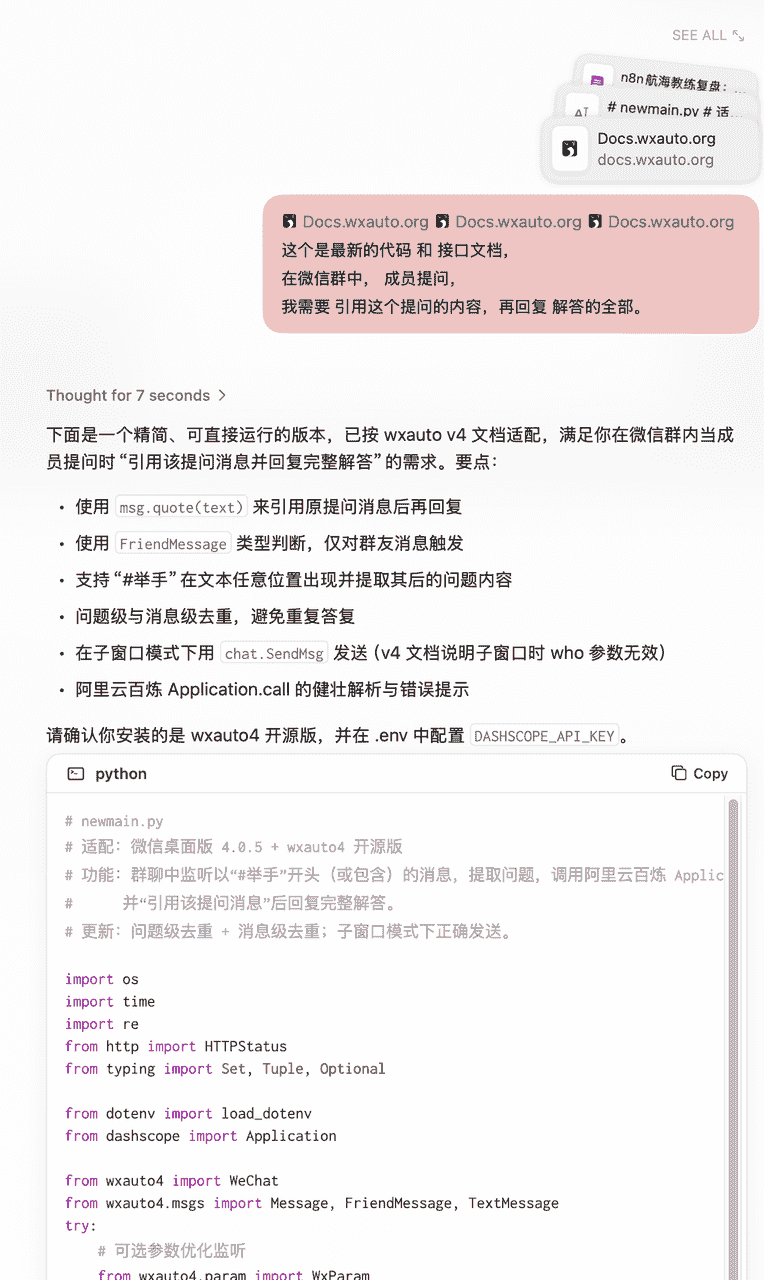 SEE ALL
n8n航海教练复盘：...
# newmain.py # 适...
Docs.wxauto.org
docs.wxauto.org
Docs.wxauto.org Docs.wxauto.org Docs.wxauto.org
这个是最新的代码 和 接口文档，
在微信群中， 成员提问，
我需要 引用这个提问的内容，再回复 解答的全部。
Thought for 7 seconds
下面是一个精简、可直接运行的版本，已按 wxauto v4 文档适配，满足你在微信群内当成
员提问时“引用该提问消息并回复完整解答”的需求。要点：
• 使用 msg.quote(text) 来引用原提问消息后再回复
• 使用 FriendMessage 类型判断，仅对群友消息触发
• 支持“#举手”在文本任意位置出现并提取其后的问题内容
• 问题级与消息级去重，避免重复答复
• 在子窗口模式下用 chat.SendMsg 发送（v4 文档说明子窗口时 who 参数无效）
• 阿里云百炼 Application.call 的健壮解析与错误提示
请确认你安装的是 wxauto4 开源版，并在 .env 中配置 DASHSCOPE_API_KEY 。
python
Copy
# newmain.py
# 适配：微信桌面版 4.0.5 + wxauto4 开源版
# 功能：群聊中监听以“#举手”开头（或包含）的消息，提取问题，调用阿里云百炼 Applic
#      并“引用该提问消息”后回复完整解答。
# 更新：问题级去重 + 消息级去重；子窗口模式下正确发送。
import os
import time
import re
from http import HTTPStatus
from typing import Set, Tuple, Optional
from dotenv import load_dotenv
from dashscope import Application
from wxauto4 import WeChat
from wxauto4.msgs import Message, FriendMessage, TextMessage
try:
    # 可选参数优化监听
    from wxauto4.param import WxParam